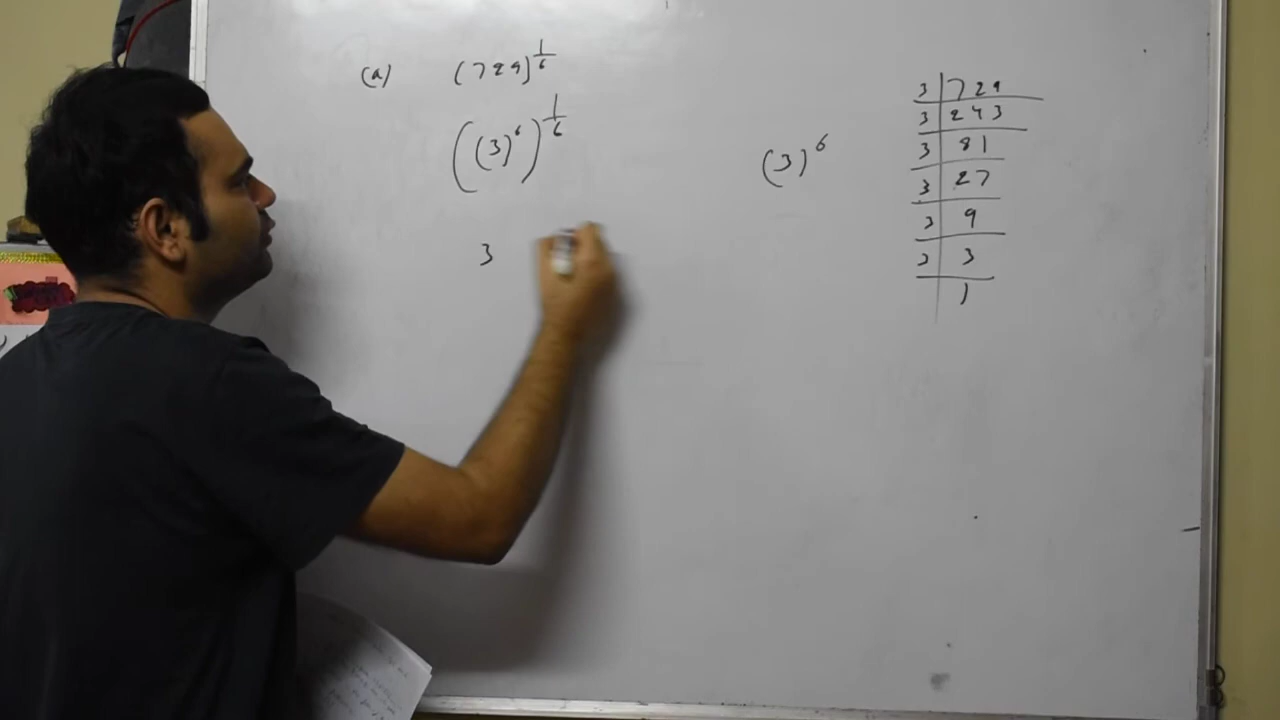 (a) (729)^1/6
((3)^6)^1/6
3
(3)^6
3 | 729
3 | 243
3 | 81
3 | 27
3 | 9
3 | 3
1